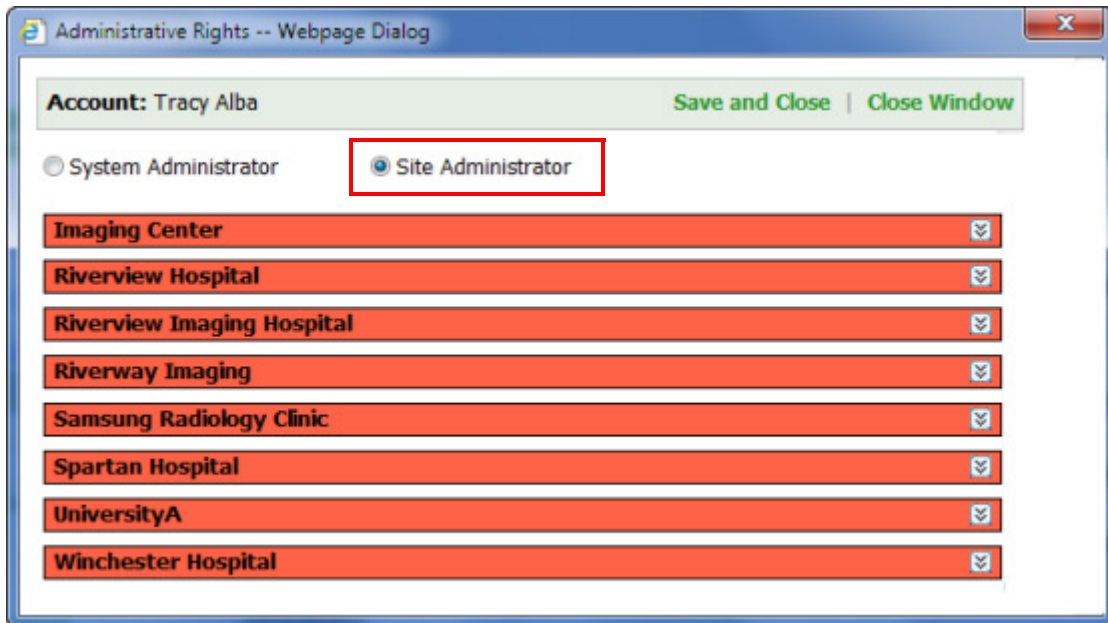 Administrative Rights -- Webpage Dialog
Account: Tracy Alba Save and Close | Close Window
System Administrator Site Administrator
Imaging Center
Riverview Hospital
Riverview Imaging Hospital
Riverway Imaging
Samsung Radiology Clinic
Spartan Hospital
UniversityA
Winchester Hospital